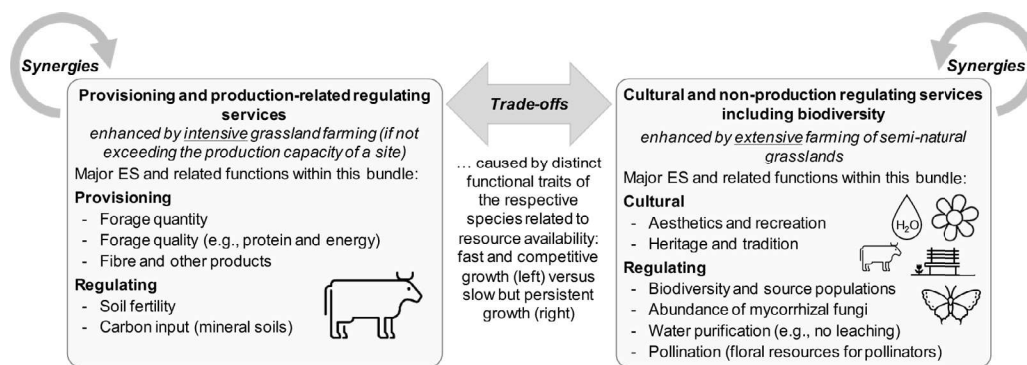 Synergies
Provisioning and production-related regulating
services
enhanced by intensive grassland farming (if not
exceeding the production capacity of a site)
Major ES and related functions within this bundle:
Provisioning
- Forage quantity
- Forage quality (e.g., protein and energy)
- Fibre and other products
Regulating
- Soil fertility
- Carbon input (mineral soils)
Trade-offs
… caused by distinct
functional traits of
the respective
species related to
resource availability:
fast and competitive
growth (left) versus
slow but persistent
growth (right)
Synergies
Cultural and non-production regulating services
including biodiversity
enhanced by extensive farming of semi-natural
grasslands
Major ES and related functions within this bundle:
Cultural
- Aesthetics and recreation
- Heritage and tradition
H₂O
Regulating
- Biodiversity and source populations
- Abundance of mycorrhizal fungi
- Water purification (e.g., no leaching)
- Pollination (floral resources for pollinators)